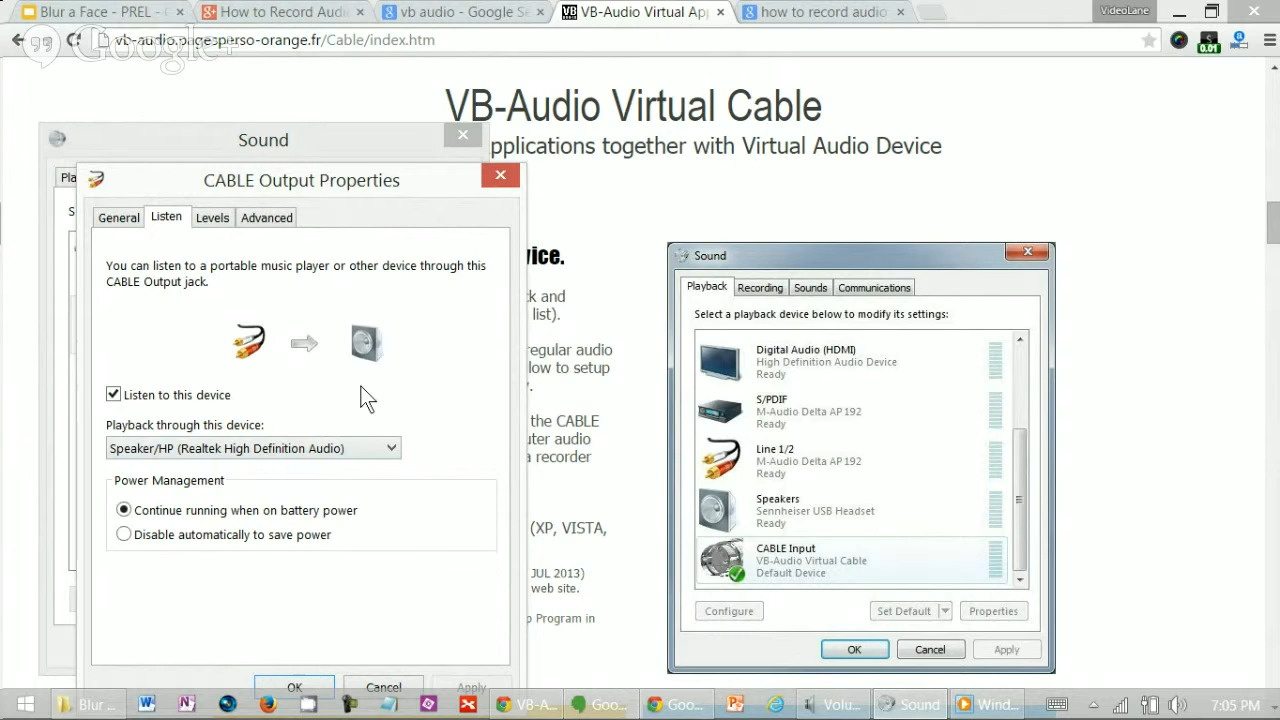 Blur a Face - PREL - G
How to Record Audio
vb audio - Google Se
VB-Audio Virtual App
how to record audio
VideoLane
vb-audio.pagesperso-orange.fr/Cable/index.htm
Google+
0.01
VB-Audio Virtual Cable
pplications together with Virtual Audio Device
Sound
Pla
S
CABLE Output Properties
General
Listen
Levels
Advanced
You can listen to a portable music player or other device through this
CABLE Output jack.
Listen to this device
Playback through this device:
Speaker/HP (Realtek High Definition Audio)
Power Management
Continue running when on battery power
Disable automatically to save power
OK
Cancel
Apply
vice.
k and
list).
regular audio
low to setup
the CABLE
uter audio
a recorder
(XP, VISTA,
JUL 2013)
web site.
p Program in
Sound
Playback
Recording
Sounds
Communications
Select a playback device below to modify its settings:
Digital Audio (HDMI)
High Definition Audio Device
Ready
S/PDIF
M-Audio Delta AP192
Ready
Line 1/2
M-Audio Delta AP192
Ready
Speakers
Sennheiser USB Headset
Ready
CABLE Input
VB-Audio Virtual Cable
Default Device
Configure
Set Default
Properties
OK
Cancel
Apply
Blur ...
VB-A...
Goo...
Goo...
Volu...
Sound
Wind...
7:05 PM